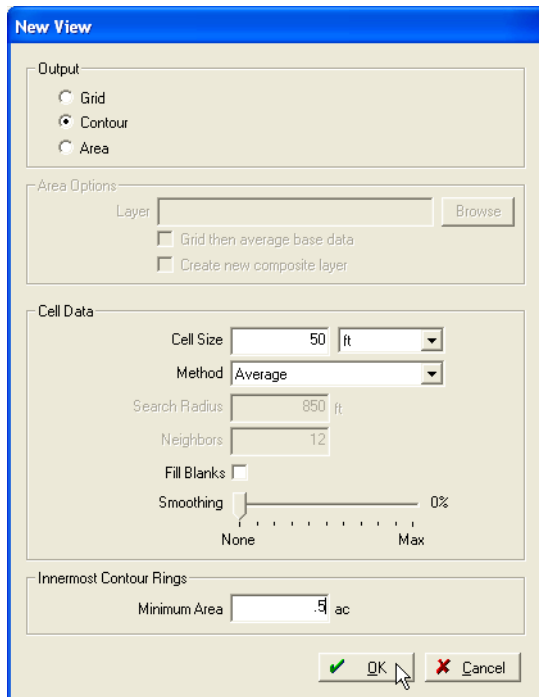 New View
Output
Grid
Contour
Area
Area Options
Layer Browse
Grid then average base data
Create new composite layer
Cell Data
Cell Size 50 ft
Method Average
Search Radius 850 ft
Neighbors 12
Fill Blanks
Smoothing 0%
None Max
Innermost Contour Rings
Minimum Area .5 ac
OK Cancel